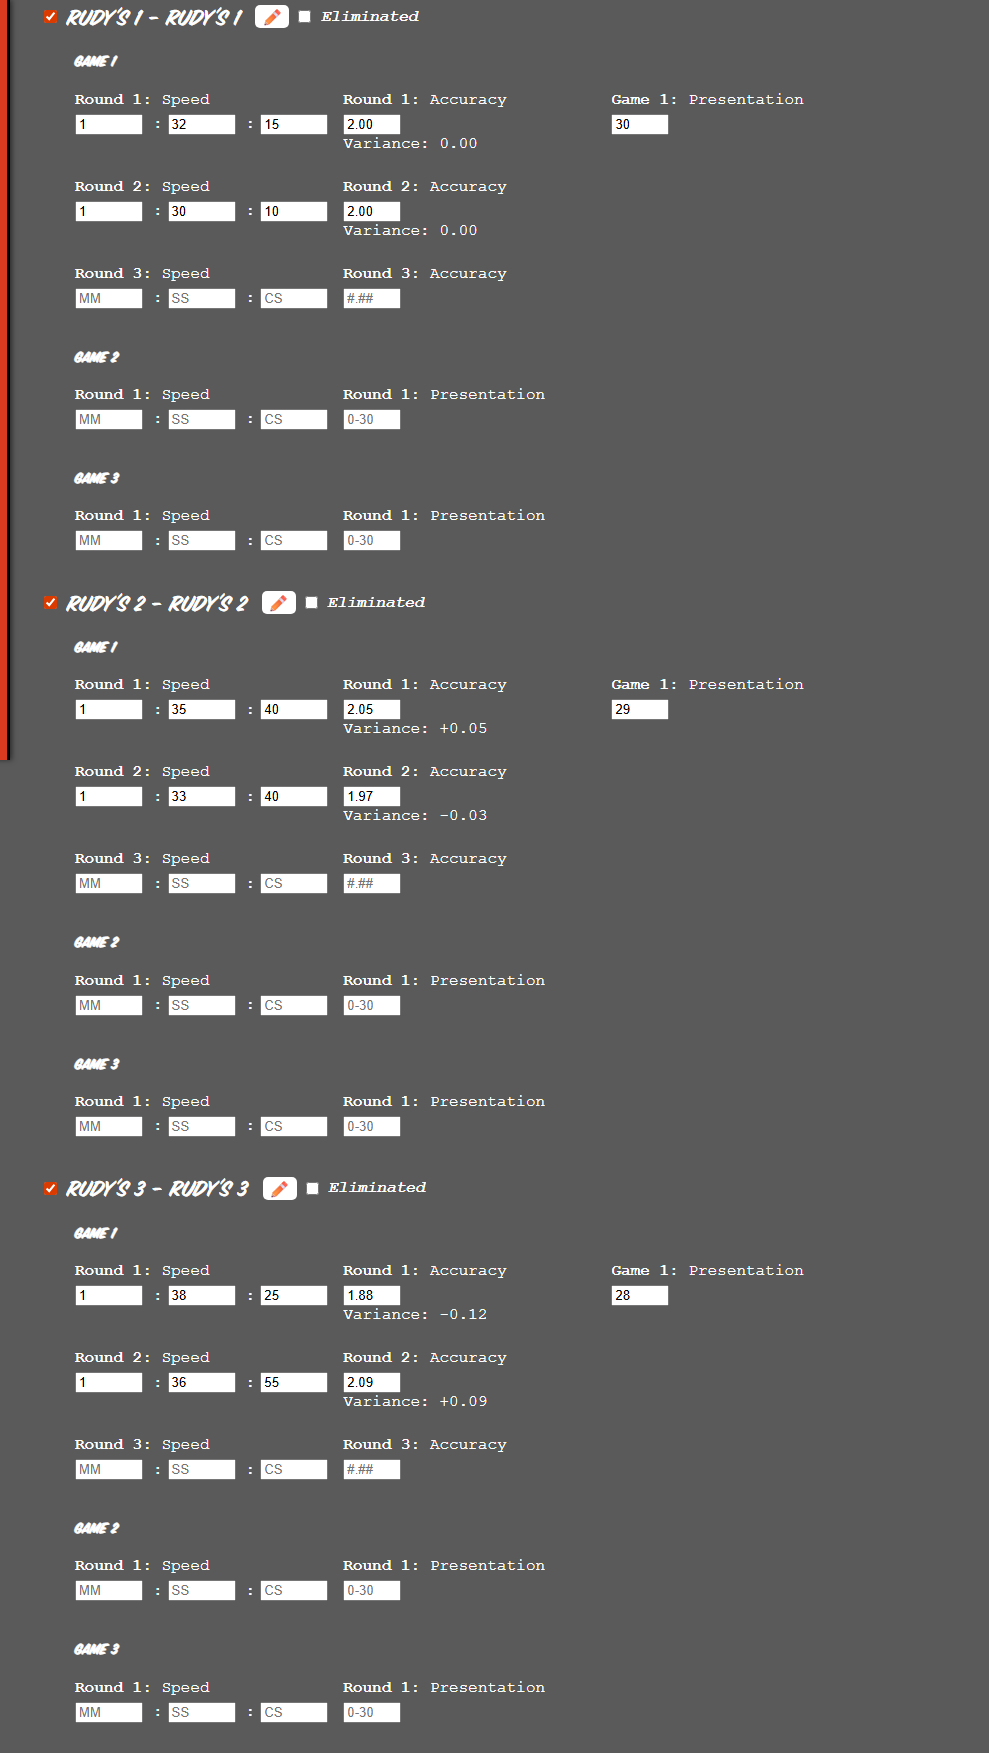 RUDY'S 1 - RUDY'S 1 Eliminated
GAME 1
Round 1: Speed Round 1: Accuracy Game 1: Presentation
1 : 32 : 15 2.00 30
Variance: 0.00
Round 2: Speed Round 2: Accuracy
1 : 30 : 10 2.00
Variance: 0.00
Round 3: Speed Round 3: Accuracy
MM : SS : CS #.##
GAME 2
Round 1: Speed Round 1: Presentation
MM : SS : CS 0-30
GAME 3
Round 1: Speed Round 1: Presentation
MM : SS : CS 0-30
RUDY'S 2 - RUDY'S 2 Eliminated
GAME 1
Round 1: Speed Round 1: Accuracy Game 1: Presentation
1 : 35 : 40 2.05 29
Variance: +0.05
Round 2: Speed Round 2: Accuracy
1 : 33 : 40 1.97
Variance: -0.03
Round 3: Speed Round 3: Accuracy
MM : SS : CS #.##
GAME 2
Round 1: Speed Round 1: Presentation
MM : SS : CS 0-30
GAME 3
Round 1: Speed Round 1: Presentation
MM : SS : CS 0-30
RUDY'S 3 - RUDY'S 3 Eliminated
GAME 1
Round 1: Speed Round 1: Accuracy Game 1: Presentation
1 : 38 : 25 1.88 28
Variance: -0.12
Round 2: Speed Round 2: Accuracy
1 : 36 : 55 2.09
Variance: +0.09
Round 3: Speed Round 3: Accuracy
MM : SS : CS #.##
GAME 2
Round 1: Speed Round 1: Presentation
MM : SS : CS 0-30
GAME 3
Round 1: Speed Round 1: Presentation
MM : SS : CS 0-30